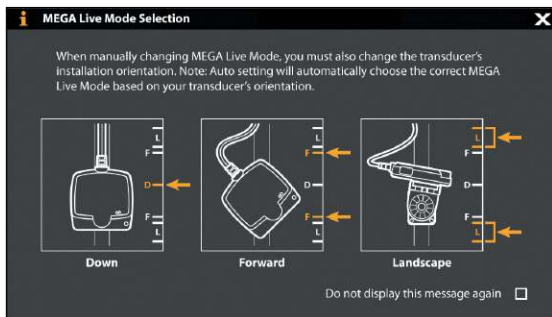 i MEGA Live Mode Selection X
When manually changing MEGA Live Mode, you must also change the transducer's
installation orientation. Note: Auto setting will automatically choose the correct MEGA
Live Mode based on your transducer's orientation.
L
F
D
F
L
Down
L
F
D
F
L
Forward
L
F
D
F
L
Landscape
Do not display this message again